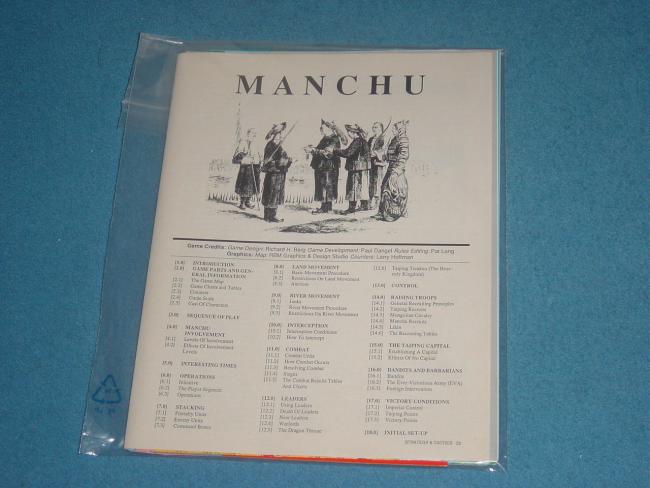 MANCHU
Game Credits: Game Design: Richard H. Berg Game Development: Paul Dangel Rules Editing: Pat Lang
Graphics: Map: RBM Graphics & Design Studio Counters: Larry Hoffman
[1.0] INTRODUCTION
[2.0] GAME PARTS AND GEN-
ERAL INFORMATION
[2.1] The Game Map
[2.2] Game Charts and Tables
[2.3] Counters
[2.4] Game Scale
[2.5] Cast Of Characters
[3.0] SEQUENCE OF PLAY
[4.0] MANCHU
INVOLVEMENT
[4.1] Levels Of Involvement
[4.2] Effects Of Involvement
Levels
[5.0] INTERESTING TIMES
[6.0] OPERATIONS
[6.1] Initiative
[6.2] The Player Segment
[6.3] Operations
[7.0] STACKING
[7.1] Friendly Units
[7.2] Enemy Units
[7.3] Command Boxes
[8.0] LAND MOVEMENT
[8.1] Basic Movement Procedure
[8.2] Restrictions On Land Movement
[8.3] Attrition
[9.0] RIVER MOVEMENT
[9.1] Junks
[9.2] River Movement Procedure
[9.3] Restrictions On River Movement
[10.0] INTERCEPTION
[10.1] Interception Conditions
[10.2] How To Intercept
[11.0] COMBAT
[11.1] Combat Units
[11.2] How Combat Occurs
[11.3] Resolving Combat
[11.4] Sieges
[11.5] The Combat Results Tables
And Charts
[12.0] LEADERS
[12.1] Using Leaders
[12.2] Death Of Leaders
[12.3] New Leaders
[12.4] Warlords
[12.5] The Dragon Throne
[12.6] Taiping Tienkuo (The Heav-
enly Kingdom)
[13.0] CONTROL
[14.0] RAISING TROOPS
[14.1] General Recruiting Principles
[14.2] Taiping Recruits
[14.3] Mongolian Cavalry
[14.4] Manchu Recruits
[14.5] Likin
[14.6] The Recruiting Tables
[15.0] THE TAIPING CAPITAL
[15.1] Establishing A Capital
[15.2] Effects Of No Capital
[16.0] BANDITS AND BARBARIANS
[16.1] Bandits
[16.2] The Ever-Victorious Army (EVA)
[16.3] Foreign Intervention
[17.0] VICTORY CONDITIONS
[17.1] Imperial Control
[17.2] Taiping Points
[17.3] Victory Points
[18.0] INITIAL SET-UP
STRATEGY & TACTICS